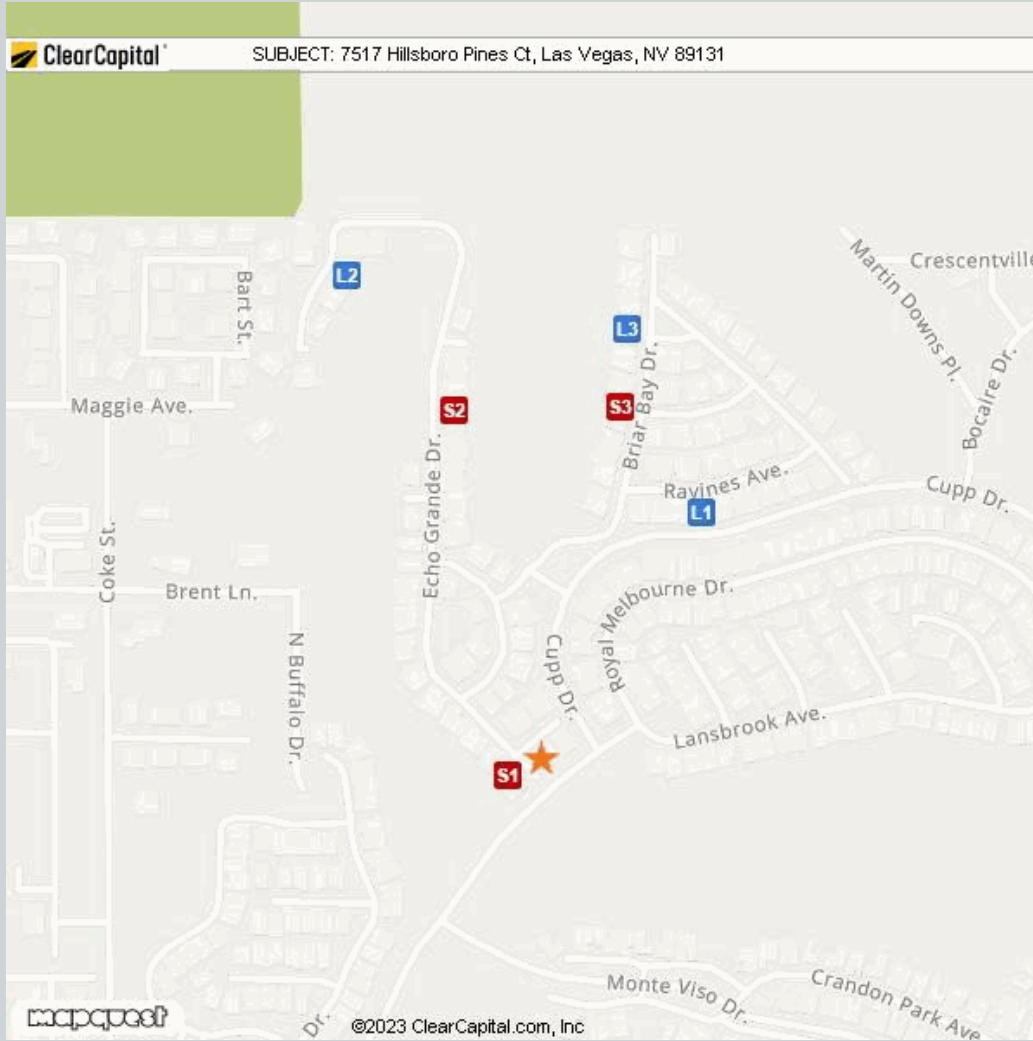 ClearCapital
SUBJECT: 7517 Hillsboro Pines Ct, Las Vegas, NV 89131
Martin Downs Pl.
Crescentville
Bart St.
L2
L3
Bocaire Dr.
Maggie Ave.
S2
S3
Briar Bay Dr.
Echo Grande Dr.
Ravines Ave.
Cupp Dr.
L1
Coke St.
Brent Ln.
Royal Melbourne Dr.
N Buffalo Dr.
Cupp Dr.
Lansbrook Ave.
S1
Monte Viso Dr.
Crandon Park Ave
mapquest
Dr.
©2023 ClearCapital.com, Inc